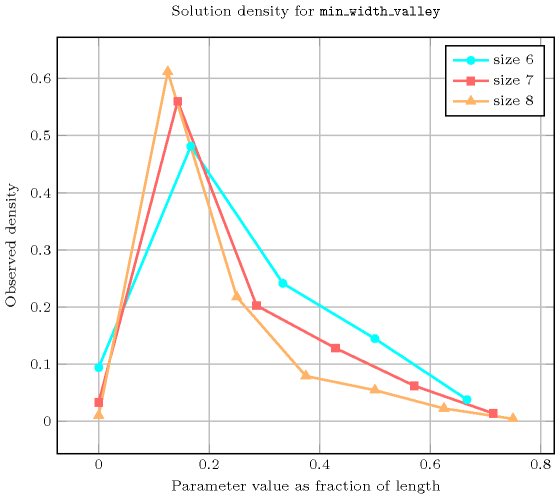 Solution density for min_width_valley
size 6
size 7
size 8
0.6
0.5
0.4
0.3
0.2
0.1
0
Observed density
0 0.2 0.4 0.6 0.8
Parameter value as fraction of length